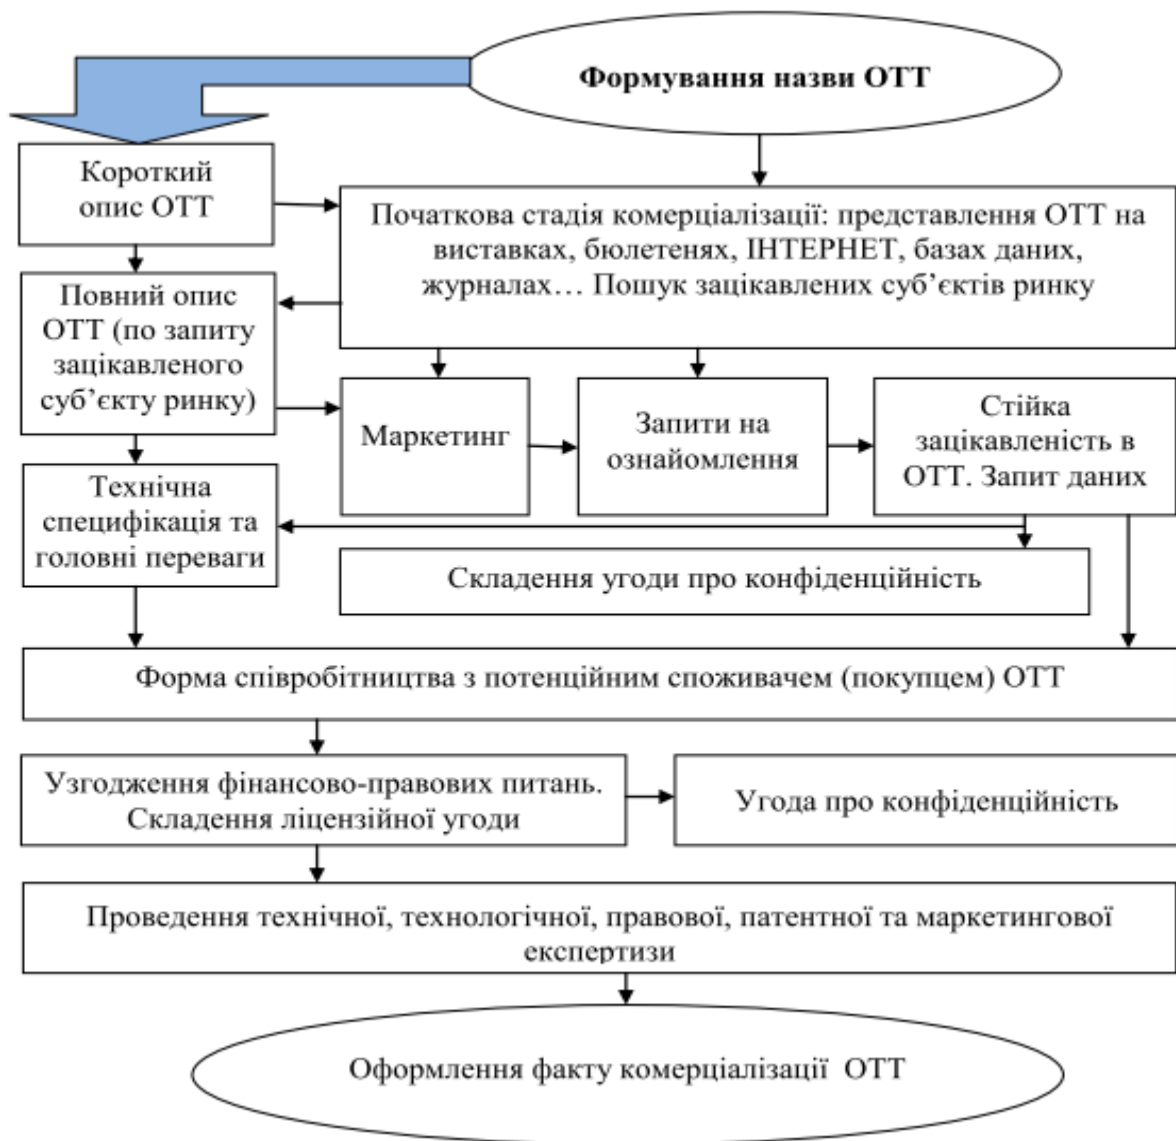 Формування назви ОТТ
Короткий
опис ОТТ
Початкова стадія комерціалізації: представлення ОТТ на
виставках, бюлетенях, ІНТЕРНЕТ, базах даних,
журналах… Пошук зацікавлених суб’єктів ринку
Повний опис
ОТТ (по запиту
зацікавленого
суб’єкту ринку)
Маркетинг
Запити на
ознайомлення
Стійка
зацікавленість в
ОТТ. Запит даних
Технічна
специфікація та
головні переваги
Складення угоди про конфіденційність
Форма співробітництва з потенційним споживачем (покупцем) ОТТ
Узгодження фінансово-правових питань.
Складення ліцензійної угоди
Угода про конфіденційність
Проведення технічної, технологічної, правової, патентної та маркетингової
експертизи
Оформлення факту комерціалізації ОТТ